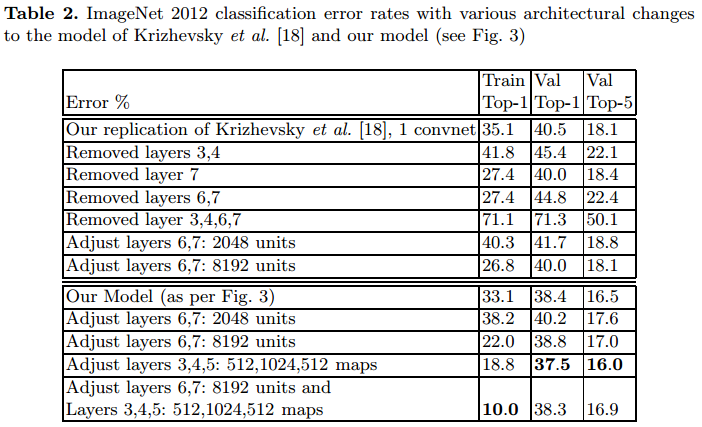 Table 2. ImageNet 2012 classification error rates with various architectural changes
to the model of Krizhevsky et al. [18] and our model (see Fig. 3)
Train Val Val
Error % Top-1 Top-1 Top-5
Our replication of Krizhevsky et al. [18], 1 convnet 35.1 40.5 18.1
Removed layers 3,4 41.8 45.4 22.1
Removed layer 7 27.4 40.0 18.4
Removed layers 6,7 27.4 44.8 22.4
Removed layer 3,4,6,7 71.1 71.3 50.1
Adjust layers 6,7: 2048 units 40.3 41.7 18.8
Adjust layers 6,7: 8192 units 26.8 40.0 18.1
Our Model (as per Fig. 3) 33.1 38.4 16.5
Adjust layers 6,7: 2048 units 38.2 40.2 17.6
Adjust layers 6,7: 8192 units 22.0 38.8 17.0
Adjust layers 3,4,5: 512,1024,512 maps 18.8 37.5 16.0
Adjust layers 6,7: 8192 units and
Layers 3,4,5: 512,1024,512 maps 10.0 38.3 16.9